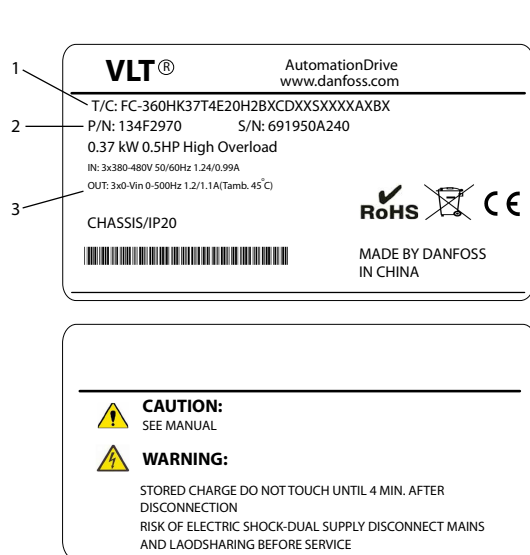 VLT® AutomationDrive
www.danfoss.com
1
T/C: FC-360HK37T4E20H2BXCDXXSXXXXAXBX
2
P/N: 134F2970 S/N: 691950A240
0.37 kW 0.5HP High Overload
IN: 3x380-480V 50/60Hz 1.24/0.99A
OUT: 3x0-Vin 0-500Hz 1.2/1.1A(Tamb. 45°C)
3
RoHS CE
CHASSIS/IP20
MADE BY DANFOSS
IN CHINA
CAUTION:
SEE MANUAL
WARNING:
STORED CHARGE DO NOT TOUCH UNTIL 4 MIN. AFTER
DISCONNECTION
RISK OF ELECTRIC SHOCK-DUAL SUPPLY DISCONNECT MAINS
AND LAODSHARING BEFORE SERVICE